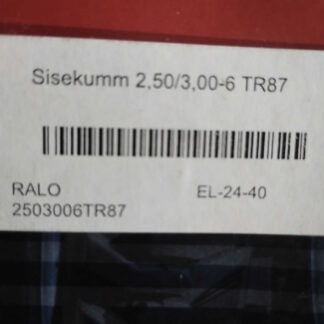 Sisekumm 2,50/3,00-6 TR87
RALO EL-24-40
2503006TR87